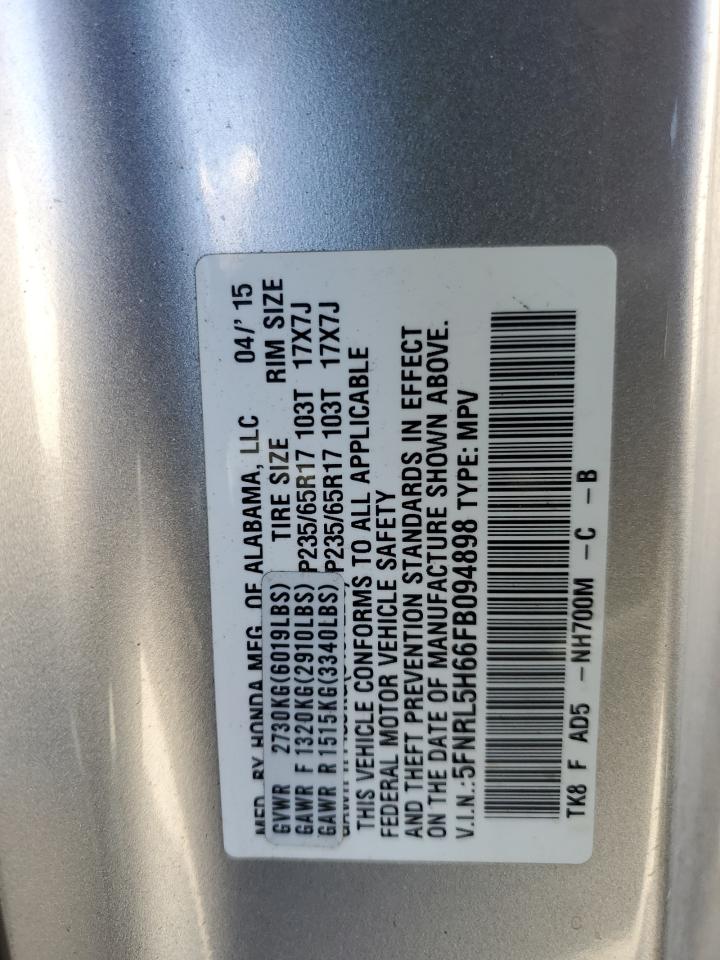 MFD. BY HONDA MFG. OF ALABAMA, LLC 04/'15
TIRE SIZE RIM SIZE
GVWR 2730KG(6019LBS)
GAWR F 1320KG(2910LBS) P235/65R17 103T 17X7J
GAWR R 1515KG(3340LBS) P235/65R17 103T 17X7J
THIS VEHICLE CONFORMS TO ALL APPLICABLE
FEDERAL MOTOR VEHICLE SAFETY
AND THEFT PREVENTION STANDARDS IN EFFECT
ON THE DATE OF MANUFACTURE SHOWN ABOVE.
V.I.N.:5FNRL5H66FB094898 TYPE: MPV
TK8 F AD5 -NH700M -C -B